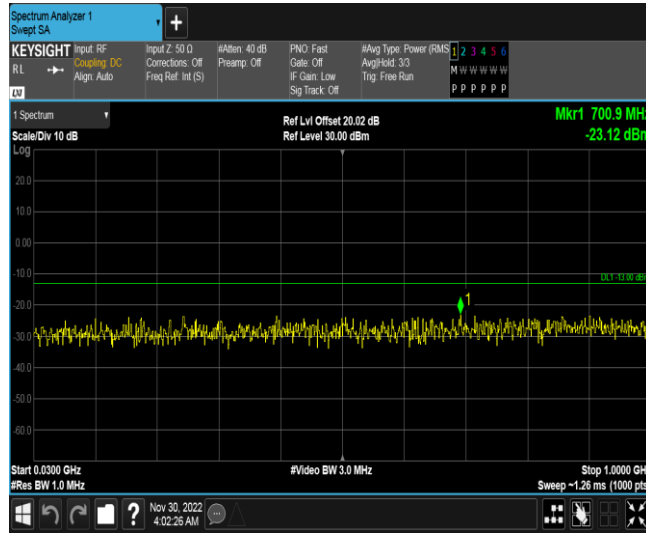 Spectrum Analyzer 1
Swept SA
+
KEYSIGHT
RL
LXI
Input: RF
Coupling: DC
Align: Auto
Input Z: 50 Ω
Corrections: Off
Freq Ref: Int (S)
#Atten: 40 dB
Preamp: Off
PNO: Fast
Gate: Off
IF Gain: Low
Sig Track: Off
#Avg Type: Power (RMS
Avg|Hold: 3/3
Trig: Free Run
1 2 3 4 5 6
M W W W W W
P P P P P P
1 Spectrum
Scale/Div 10 dB
Log
Ref Lvl Offset 20.02 dB
Ref Level 30.00 dBm
Mkr1 700.9 MHz
-23.12 dBm
20.0
10.0
0.00
-10.0
DL1 -13.00 dBm
-20.0
1
-30.0
-40.0
-50.0
-60.0
Start 0.0300 GHz
#Res BW 1.0 MHz
#Video BW 3.0 MHz
Stop 1.0000 GH
Sweep ~1.26 ms (1000 pts
?
Nov 30, 2022
4:02:26 AM